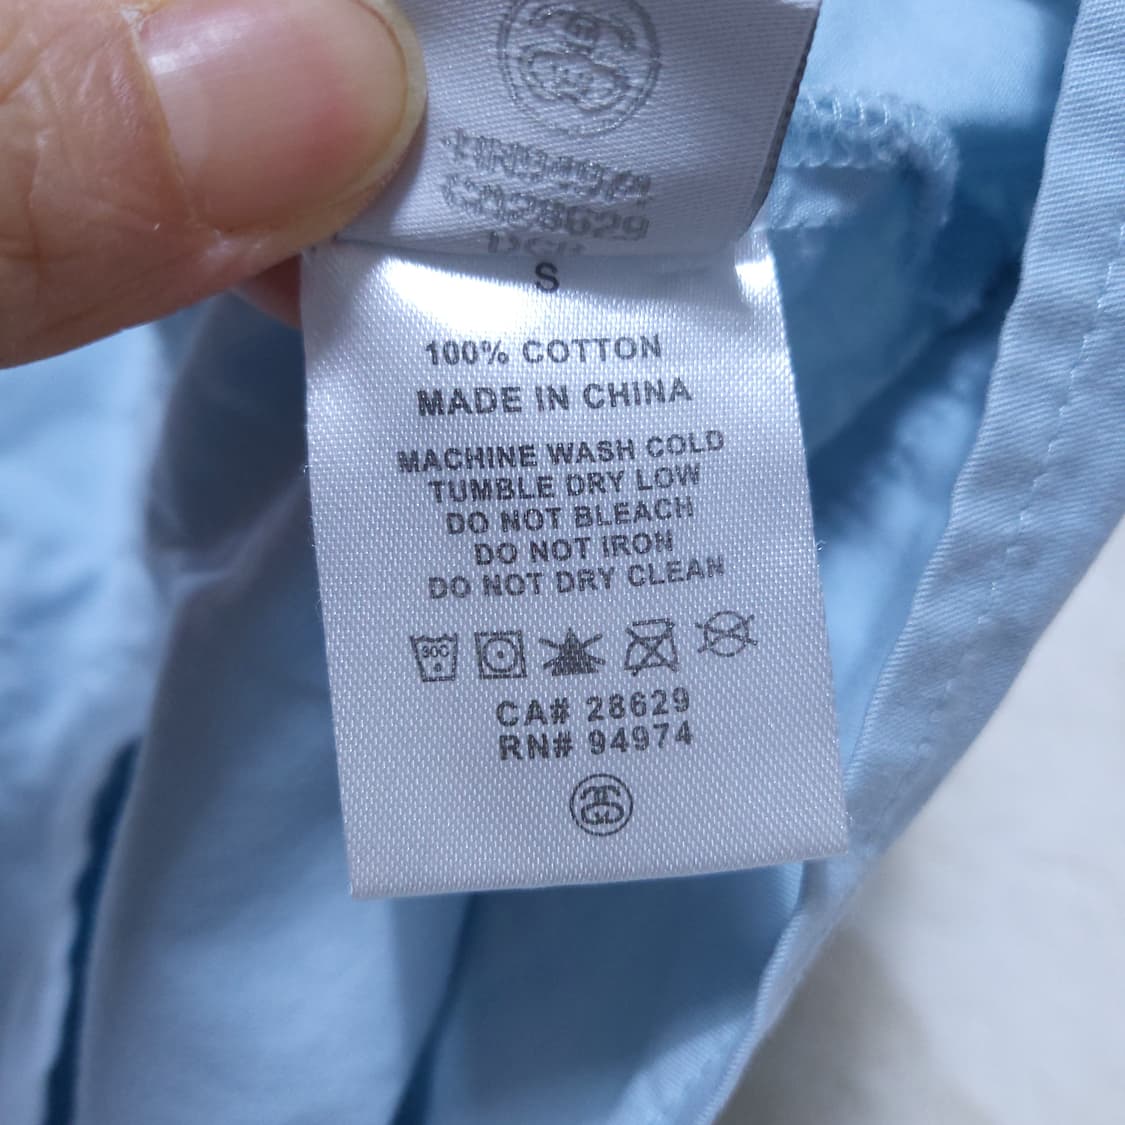 S
100% COTTON
MADE IN CHINA
MACHINE WASH COLD
TUMBLE DRY LOW
DO NOT BLEACH
DO NOT IRON
DO NOT DRY CLEAN
30C
CA# 28629
RN# 94974